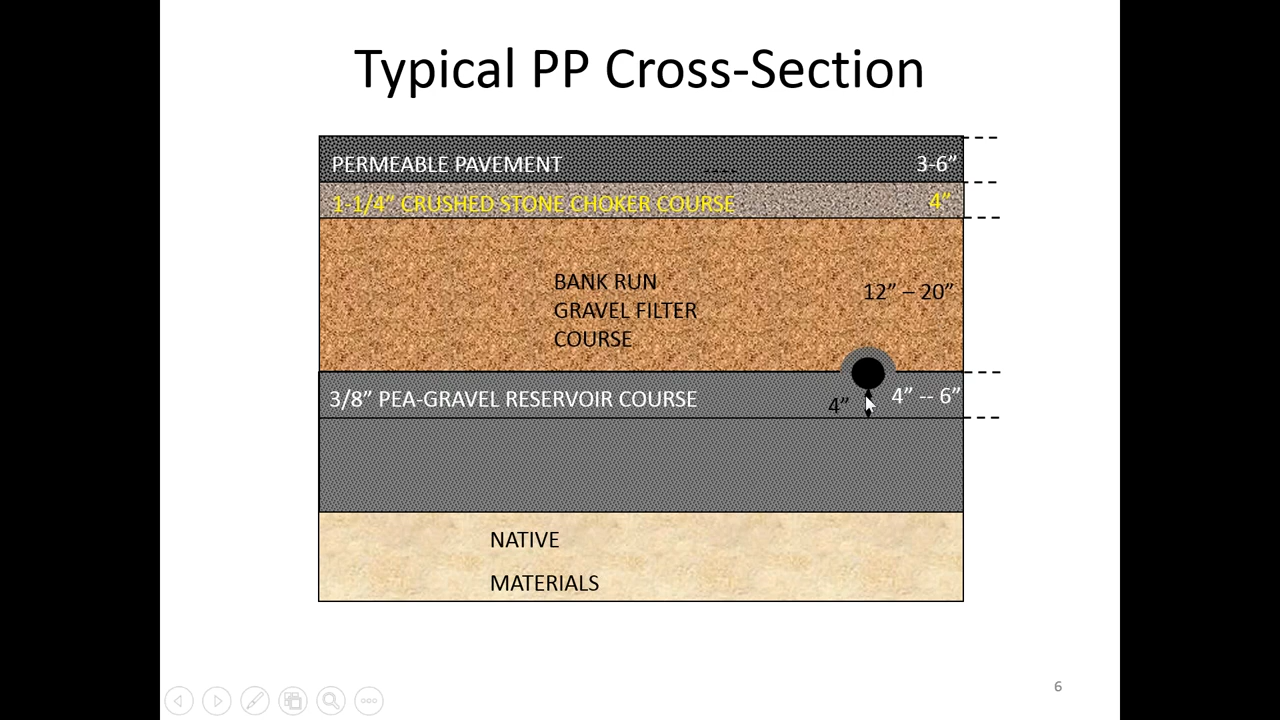 Typical PP Cross-Section
PERMEABLE PAVEMENT 3-6”
1-1/4” CRUSHED STONE CHOKER COURSE 4”
BANK RUN
GRAVEL FILTER 12” – 20”
COURSE
3/8” PEA-GRAVEL RESERVOIR COURSE 4” 4” -- 6”
NATIVE
MATERIALS
6